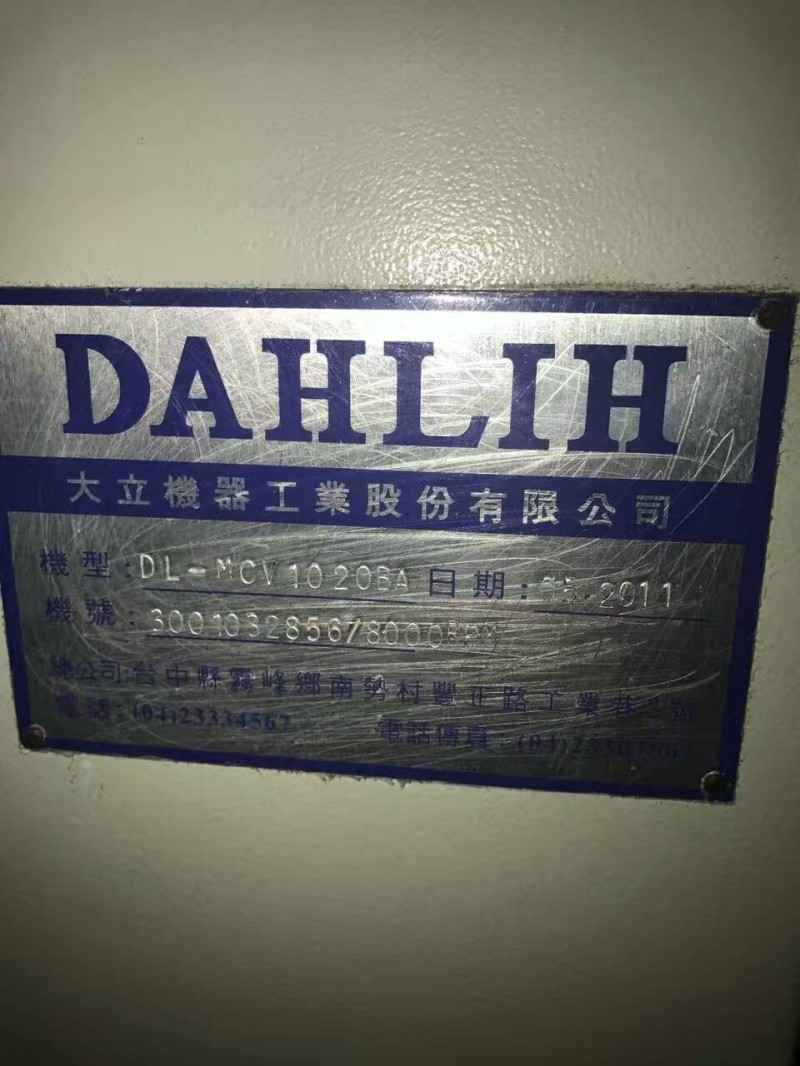 DAHLIH
大立機器工業股份有限公司
機型:DL-MCV1020BA 日期:05.2011
機號:3001032856/8000RPM
總公司:台中縣霧峰鄉南勢村豐正路工業巷3號
電話:(04)23334567 電話傳真:(04)